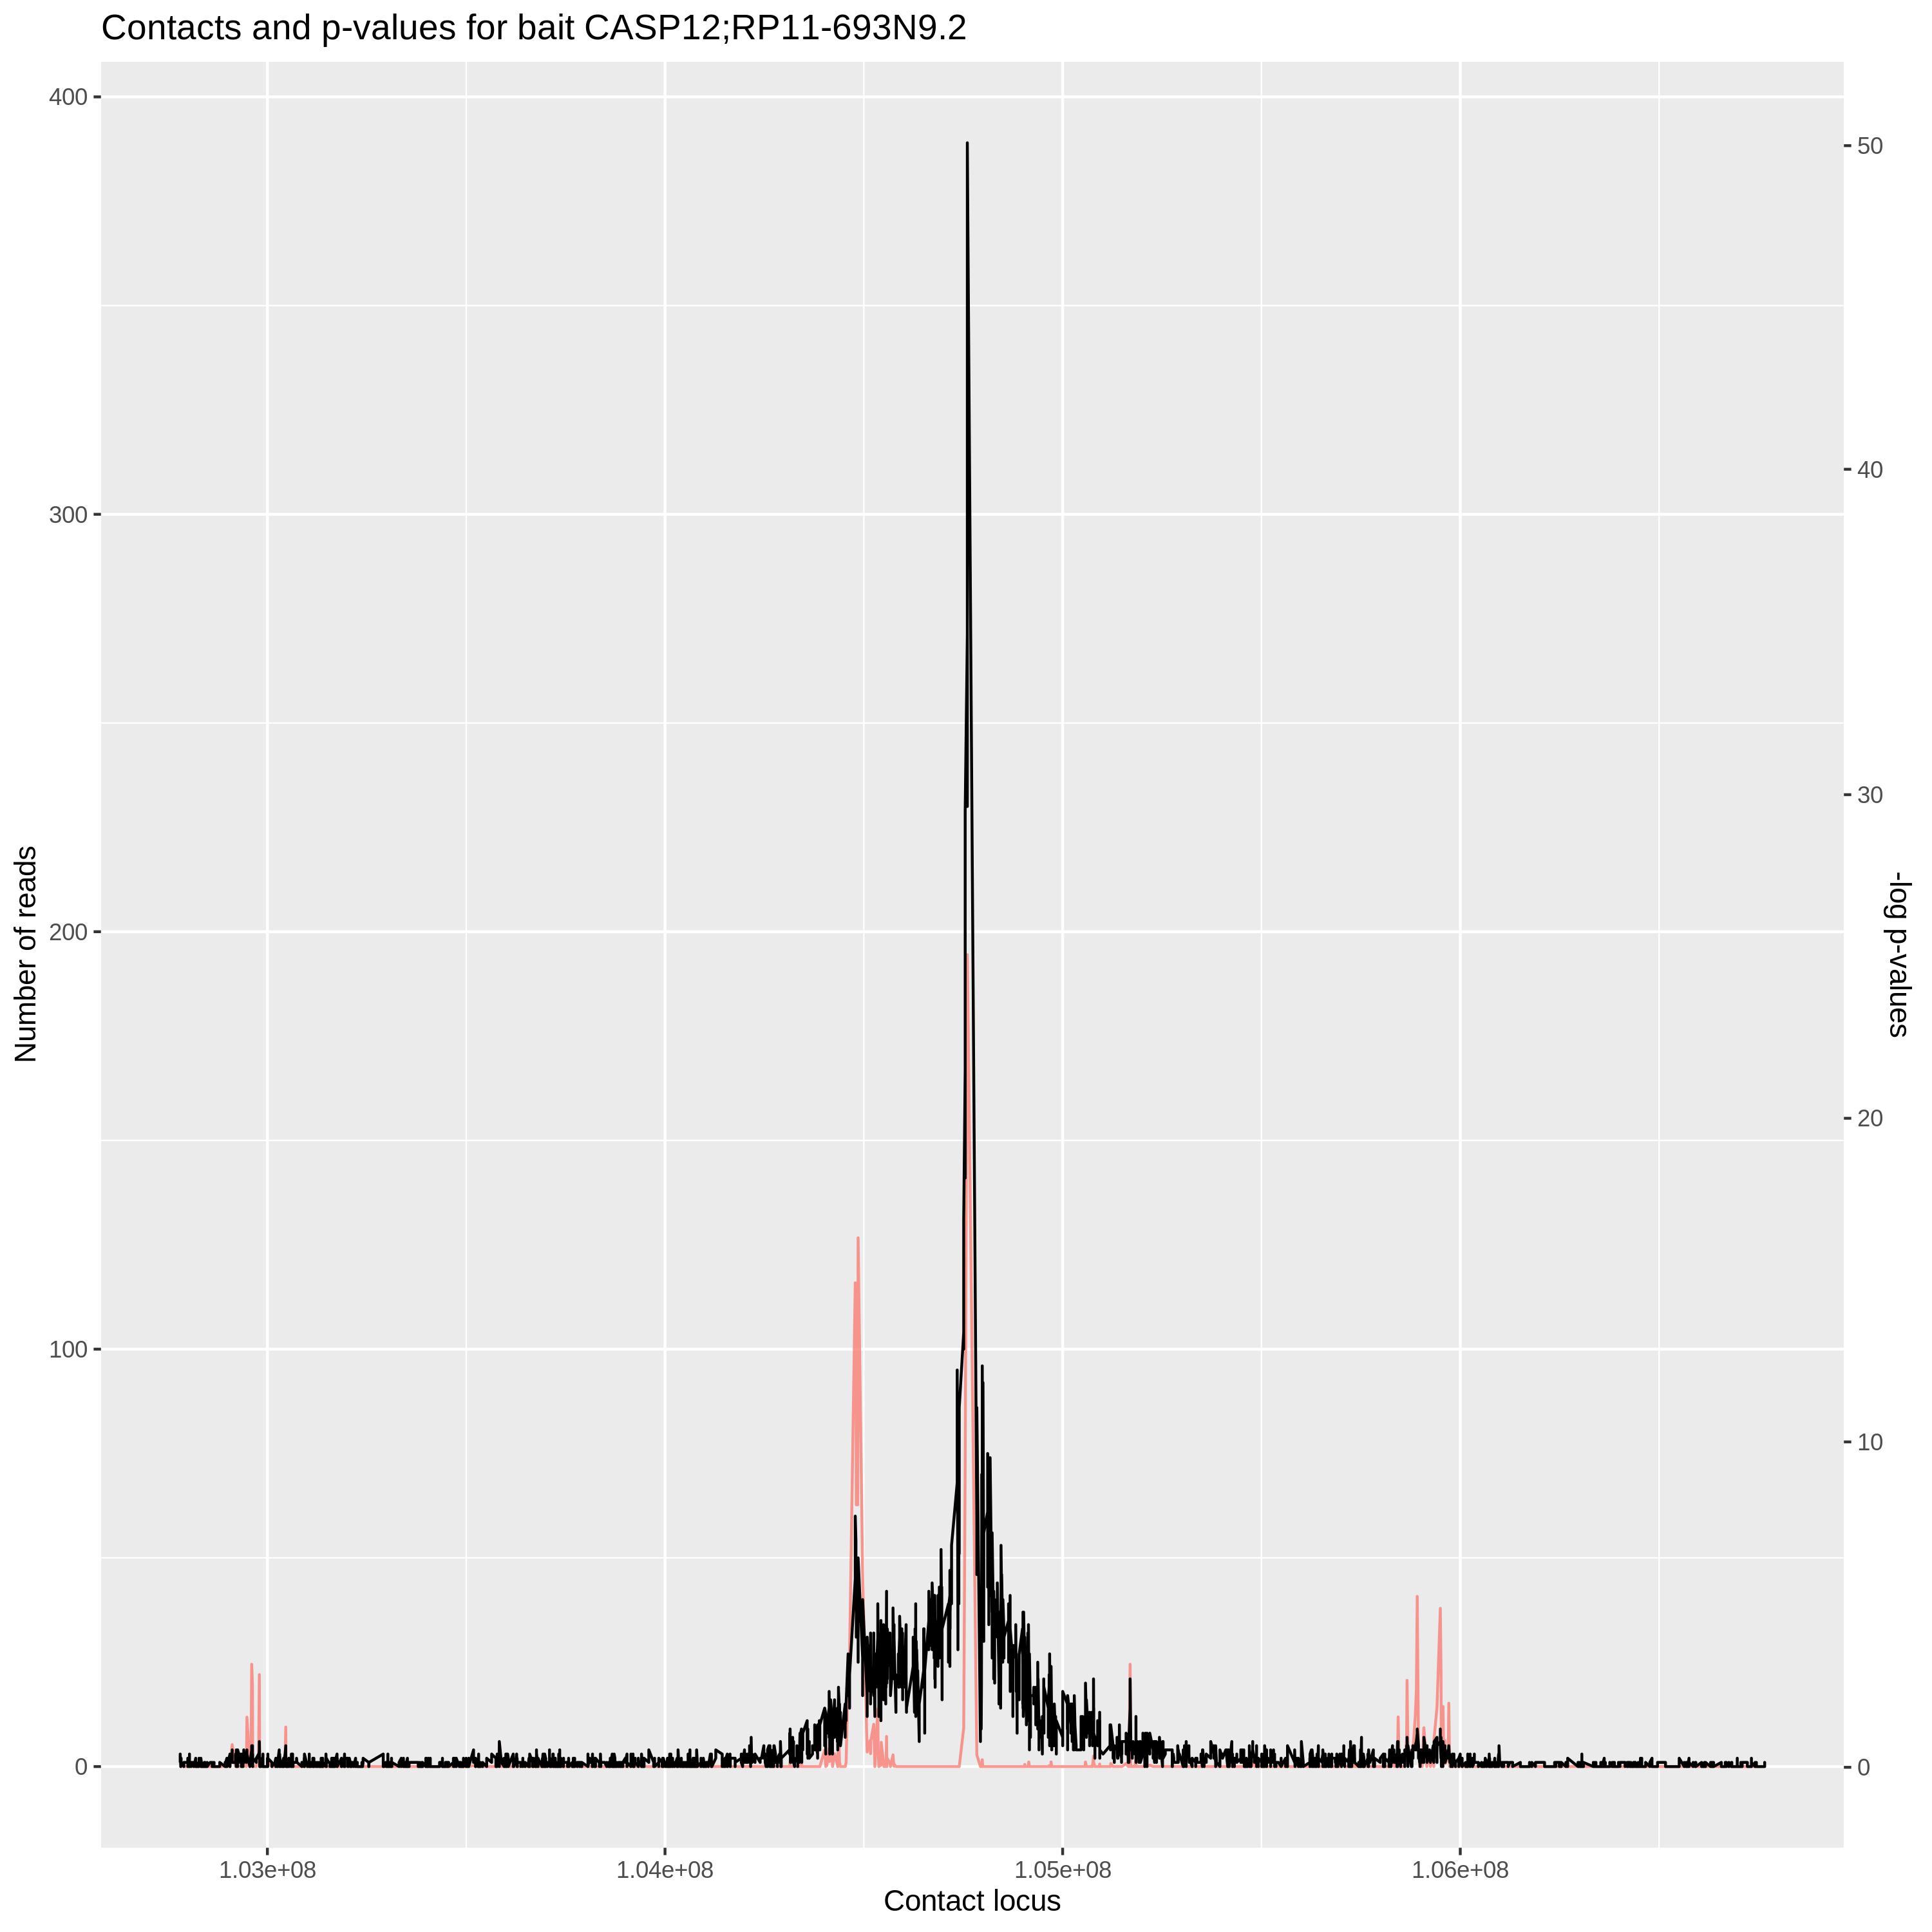 Contacts and p-values for bait CASP12;RP11-693N9.2
400
300
200
100
0
Number of reads
50
40
30
20
10
0
-log p-values
1.03e+08 1.04e+08 1.05e+08 1.06e+08
Contact locus